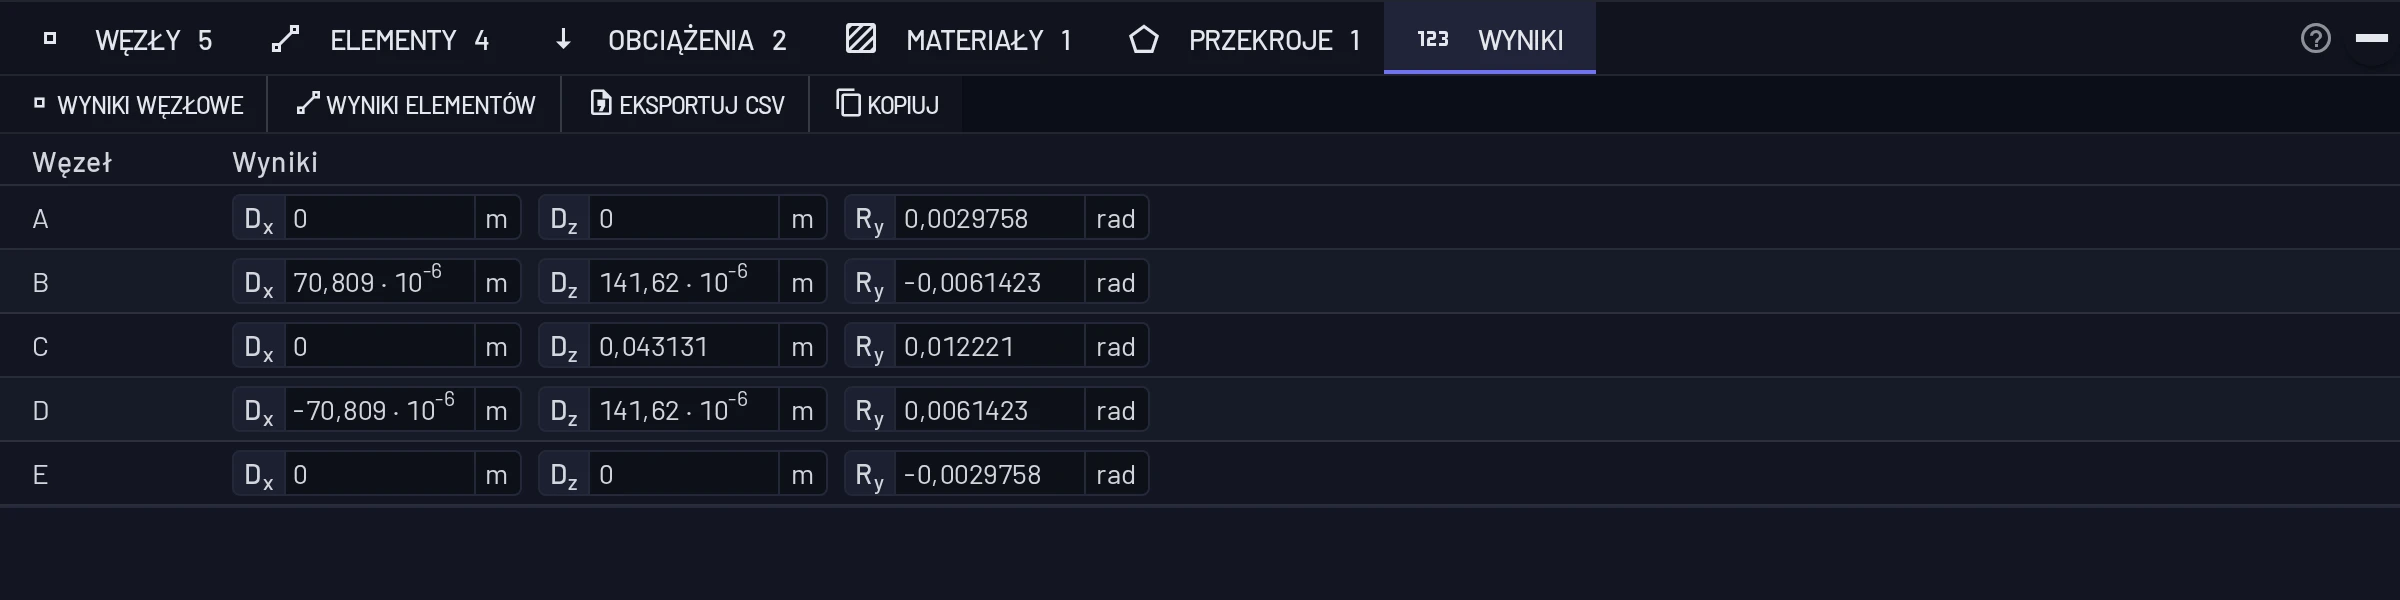 WĘZŁY 5 ELEMENTY 4 OBCIĄŻENIA 2 MATERIAŁY 1 PRZEKROJE 1 123 WYNIKI
WYNIKI WĘZŁOWE WYNIKI ELEMENTÓW EKSPORTUJ CSV KOPIUJ
Węzeł Wyniki
A Dx 0 m Dz 0 m Ry 0,0029758 rad
B Dx 70,809 · 10⁻⁶ m Dz 141,62 · 10⁻⁶ m Ry -0,0061423 rad
C Dx 0 m Dz 0,043131 m Ry 0,012221 rad
D Dx -70,809 · 10⁻⁶ m Dz 141,62 · 10⁻⁶ m Ry 0,0061423 rad
E Dx 0 m Dz 0 m Ry -0,0029758 rad